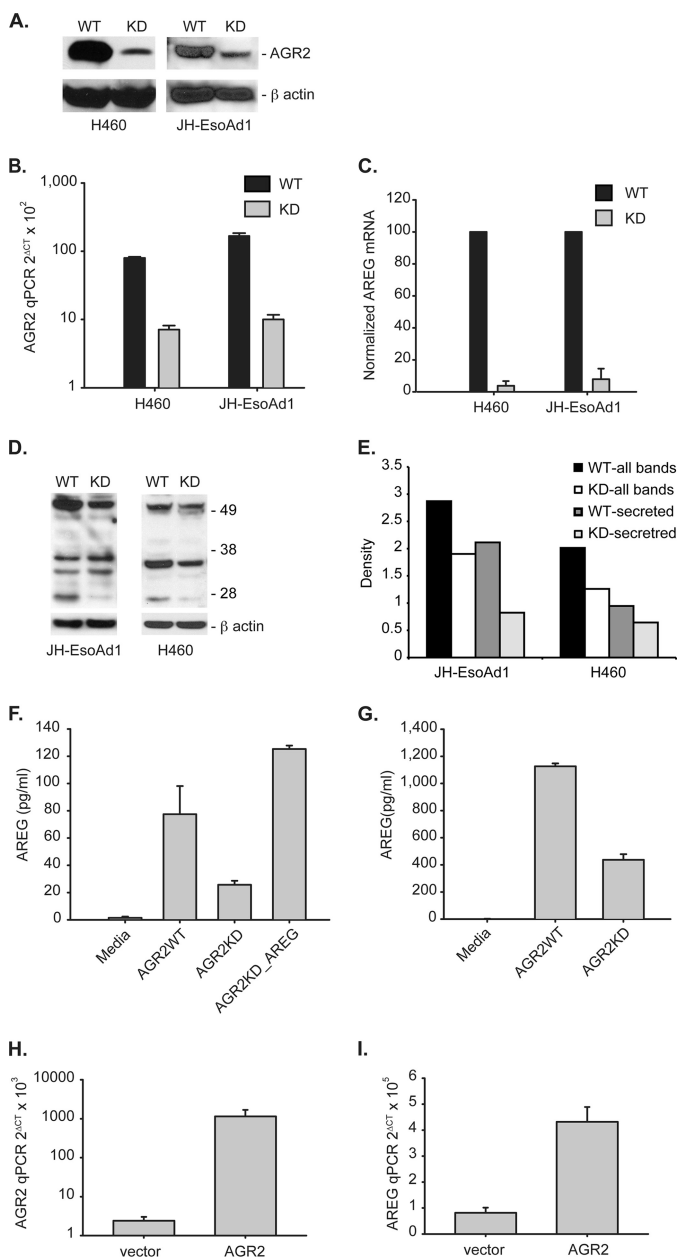 A.
WT KD WT KD
- AGR2
- β actin
H460 JH-EsoAd1
B.
AGR2 qPCR 2^ΔCT x 10^2
1,000
100
10
1
WT
KD
H460 JH-EsoAd1
C.
Normalized AREG mRNA
120
100
80
60
40
20
0
WT
KD
H460 JH-EsoAd1
D.
WT KD WT KD
- 49
- 38
- 28
- β actin
JH-EsoAd1 H460
E.
Density
3.5
3
2.5
2
1.5
1
0.5
0
WT-all bands
KD-all bands
WT-secreted
KD-secretred
JH-EsoAd1 H460
F.
AREG (pg/ml)
140
120
100
80
60
40
20
0
Media AGR2WT AGR2KD AGR2KD_AREG
G.
AREG(pg/ml)
1,400
1,200
1,000
800
600
400
200
0
Media AGR2WT AGR2KD
H.
AGR2 qPCR 2^ΔCT x 10^3
10000
1000
100
10
1
vector AGR2
I.
AREG qPCR 2^ΔCT x 10^5
6
5
4
3
2
1
0
vector AGR2